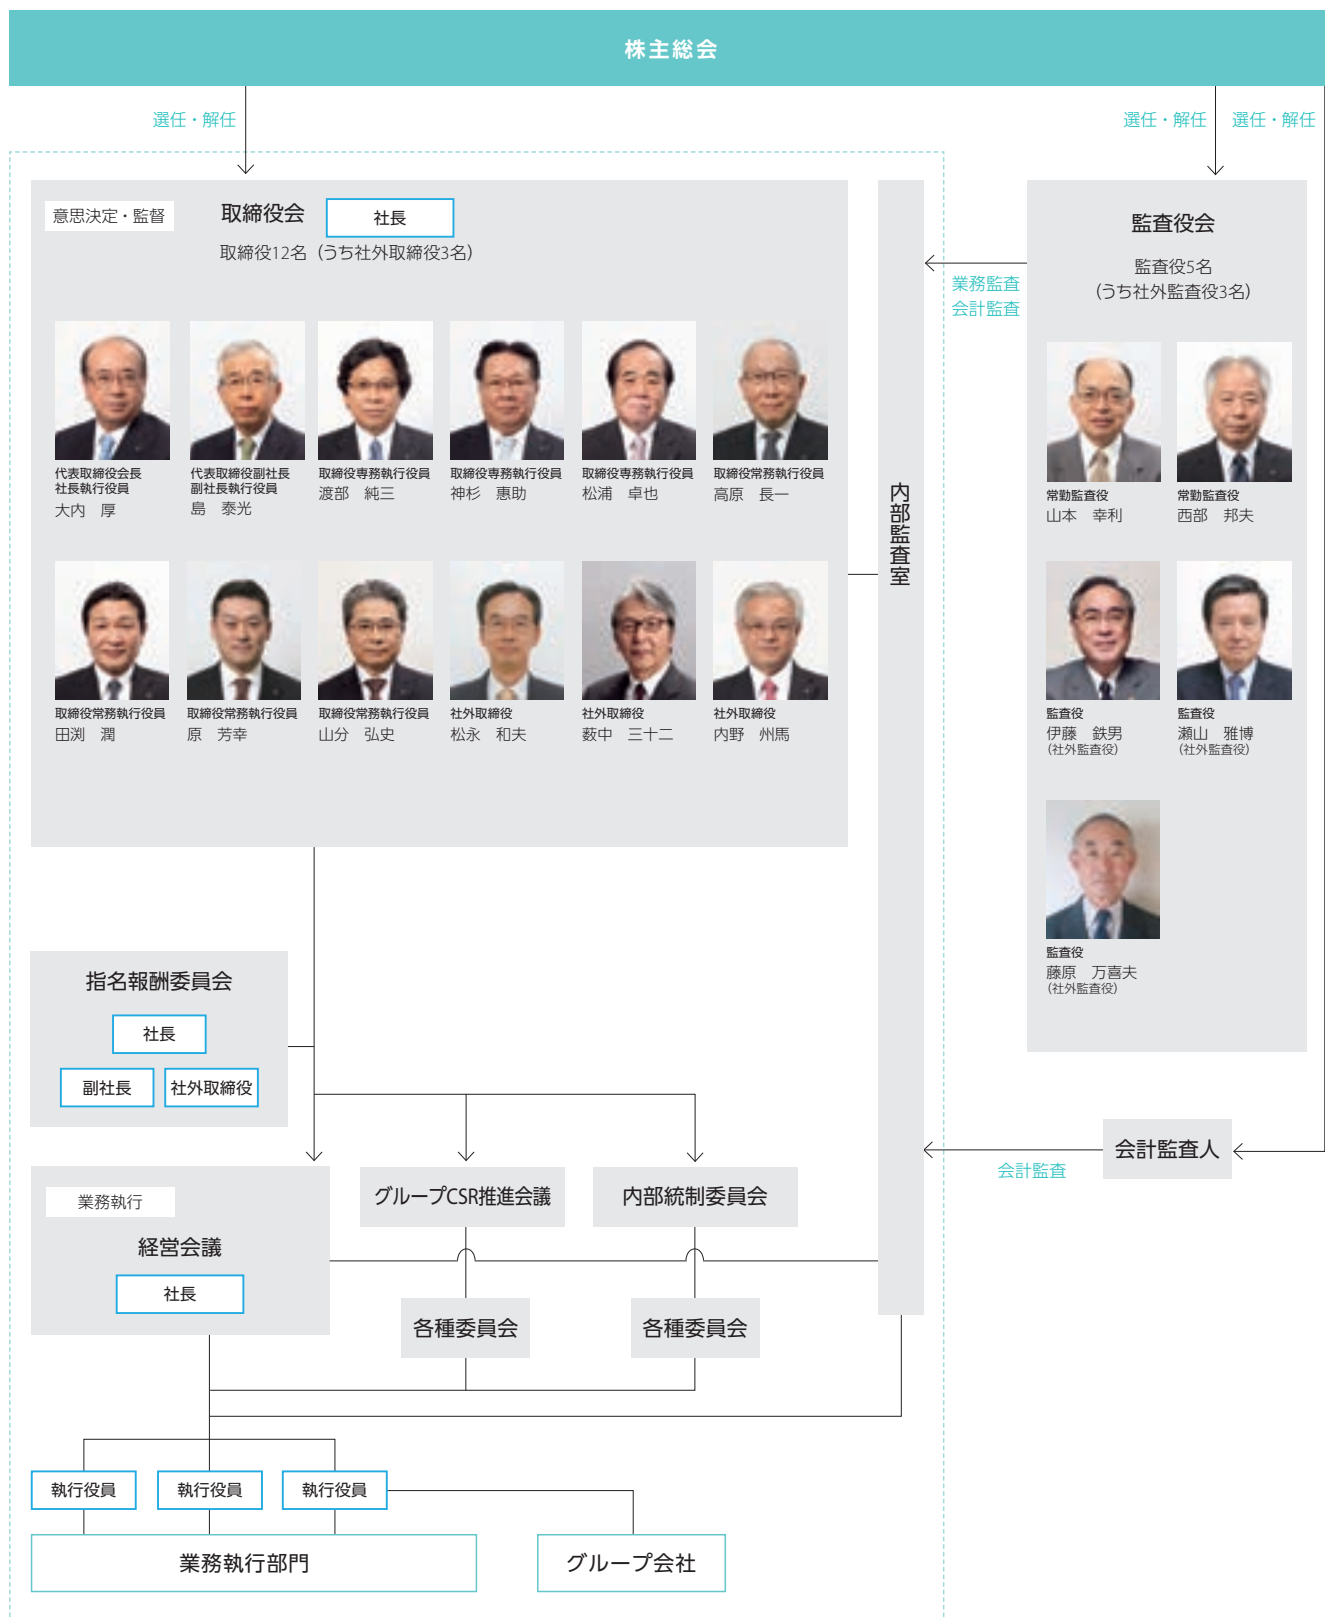 株主総会
選任・解任
選任・解任
選任・解任
意思決定・監督
取締役会
社長
取締役12名（うち社外取締役3名）
代表取締役会長
社長執行役員
大内　厚
代表取締役副社長
副社長執行役員
島　泰光
取締役専務執行役員
渡部　純三
取締役専務執行役員
神杉　惠助
取締役専務執行役員
松浦　卓也
取締役常務執行役員
高原　長一
取締役常務執行役員
田渕　潤
取締役常務執行役員
原　芳幸
取締役常務執行役員
山分　弘史
社外取締役
松永　和夫
社外取締役
薮中　三十二
社外取締役
内野　州馬
内部監査室
業務監査
会計監査
監査役会
監査役5名
（うち社外監査役3名）
常勤監査役
山本　幸利
常勤監査役
西部　邦夫
監査役
伊藤　鉄男
（社外監査役）
監査役
瀬山　雅博
（社外監査役）
監査役
藤原　万喜夫
（社外監査役）
指名報酬委員会
社長
副社長
社外取締役
会計監査人
会計監査
業務執行
経営会議
社長
グループCSR推進会議
内部統制委員会
各種委員会
各種委員会
執行役員
執行役員
執行役員
業務執行部門
グループ会社